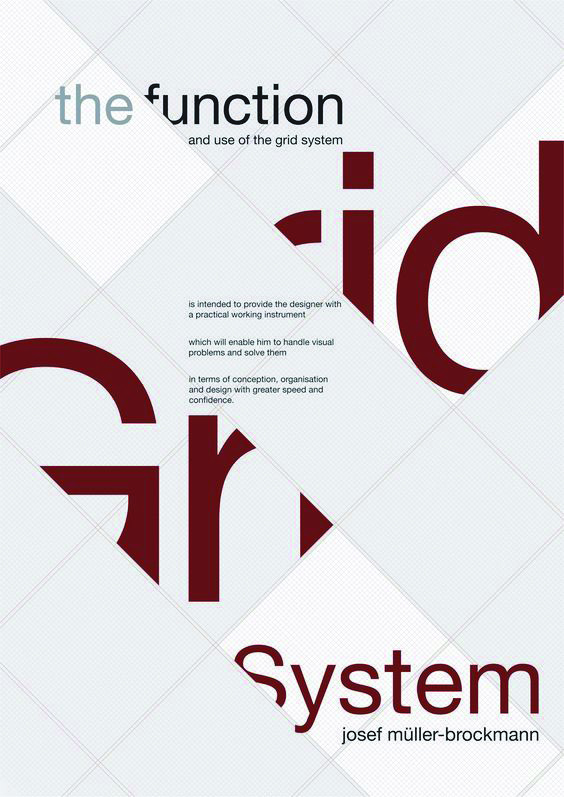 the function
and use of the grid system
rid
is intended to provide the designer with
a practical working instrument
which will enable him to handle visual
problems and solve them
in terms of conception, organisation
and design with greater speed and
confidence.
Gri
System
josef müller-brockmann